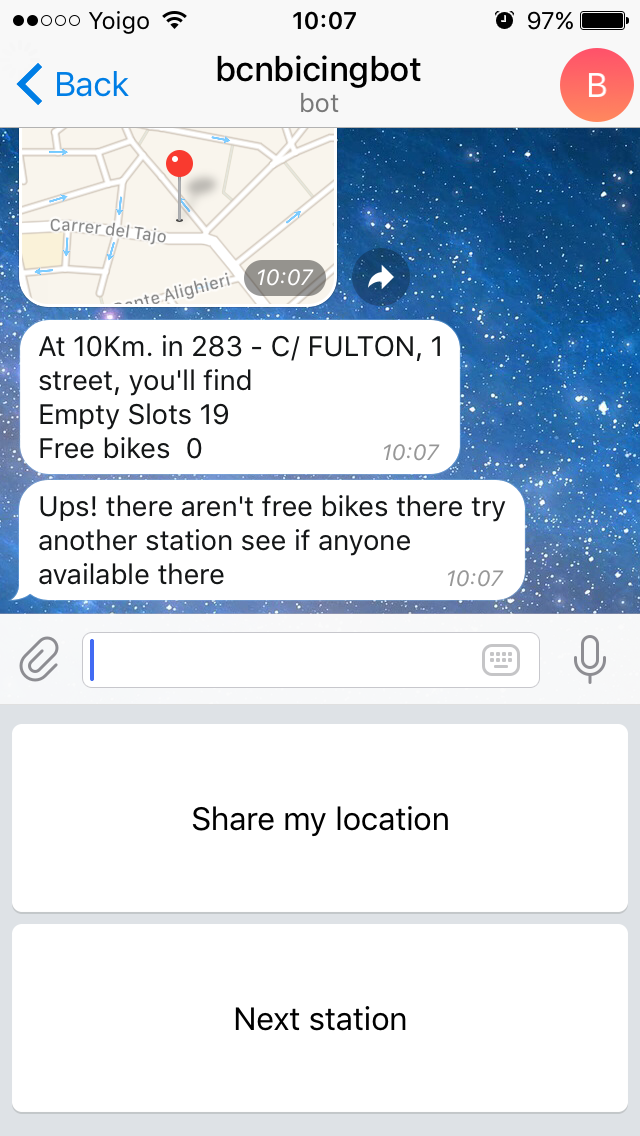 Yoigo 10:07 97%
Back bcnbicingbot B
bot
Carrer del Tajo
Dante Alighieri 10:07
At 10Km. in 283 - C/ FULTON, 1
street, you'll find
Empty Slots 19
Free bikes 0 10:07
Ups! there aren't free bikes there try
another station see if anyone
available there 10:07
Share my location
Next station